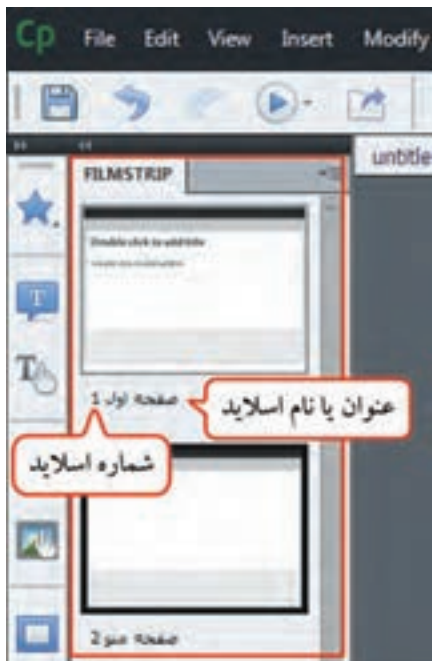 Cp File Edit View Insert Modify
untitle
FILMSTRIP
Double click to add title
صفحه اول 1
عنوان یا نام اسلاید
شماره اسلاید
صفحه منو 2